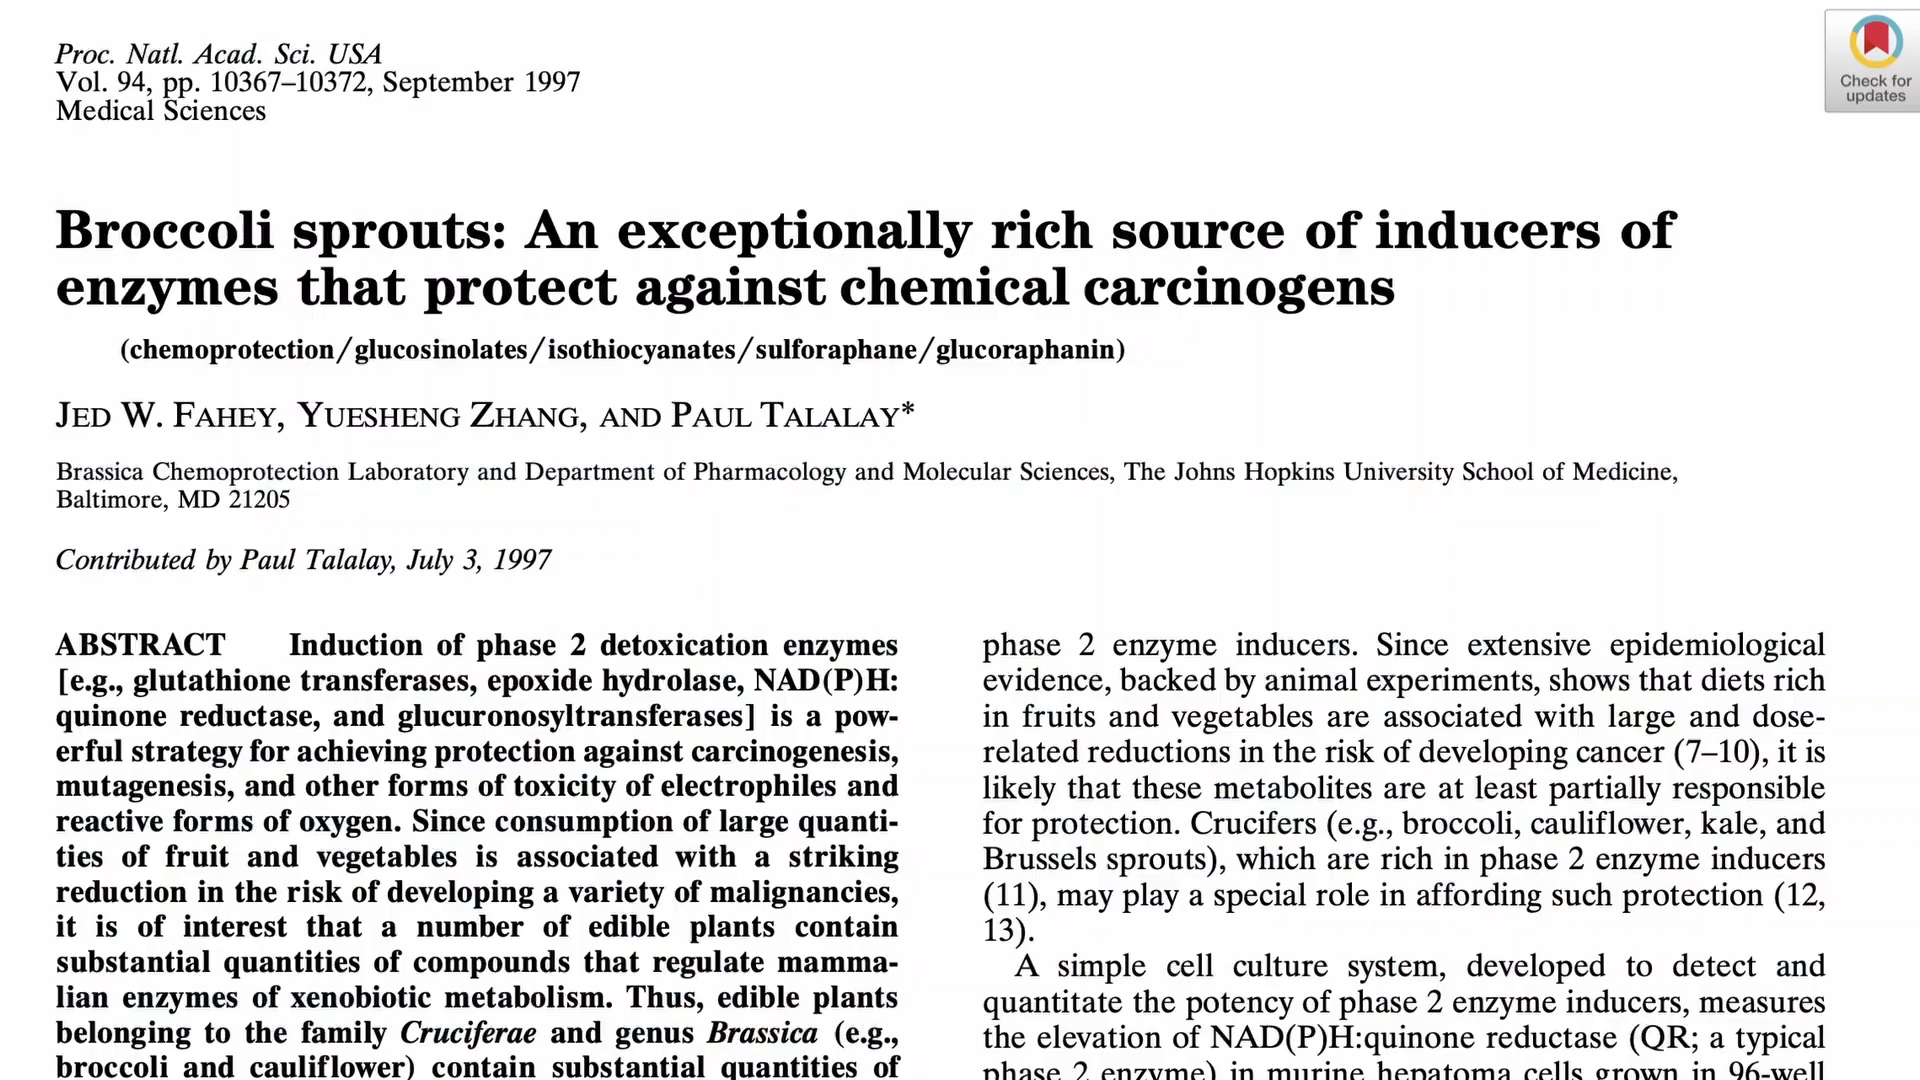 Proc. Natl. Acad. Sci. USA
Vol. 94, pp. 10367–10372, September 1997
Medical Sciences
Check for
updates
Broccoli sprouts: An exceptionally rich source of inducers of
enzymes that protect against chemical carcinogens
(chemoprotection/glucosinolates/isothiocyanates/sulforaphane/glucoraphanin)
JED W. FAHEY, YUESHENG ZHANG, AND PAUL TALALAY*
Brassica Chemoprotection Laboratory and Department of Pharmacology and Molecular Sciences, The Johns Hopkins University School of Medicine,
Baltimore, MD 21205
Contributed by Paul Talalay, July 3, 1997
ABSTRACT Induction of phase 2 detoxication enzymes
[e.g., glutathione transferases, epoxide hydrolase, NAD(P)H:
quinone reductase, and glucuronosyltransferases] is a pow-
erful strategy for achieving protection against carcinogenesis,
mutagenesis, and other forms of toxicity of electrophiles and
reactive forms of oxygen. Since consumption of large quanti-
ties of fruit and vegetables is associated with a striking
reduction in the risk of developing a variety of malignancies,
it is of interest that a number of edible plants contain
substantial quantities of compounds that regulate mamma-
lian enzymes of xenobiotic metabolism. Thus, edible plants
belonging to the family Cruciferae and genus Brassica (e.g.,
broccoli and cauliflower) contain substantial quantities of
phase 2 enzyme inducers. Since extensive epidemiological
evidence, backed by animal experiments, shows that diets rich
in fruits and vegetables are associated with large and dose-
related reductions in the risk of developing cancer (7–10), it is
likely that these metabolites are at least partially responsible
for protection. Crucifers (e.g., broccoli, cauliflower, kale, and
Brussels sprouts), which are rich in phase 2 enzyme inducers
(11), may play a special role in affording such protection (12,
13).
A simple cell culture system, developed to detect and
quantitate the potency of phase 2 enzyme inducers, measures
the elevation of NAD(P)H:quinone reductase (QR; a typical
phase 2 enzyme) in murine hepatoma cells grown in 96-well